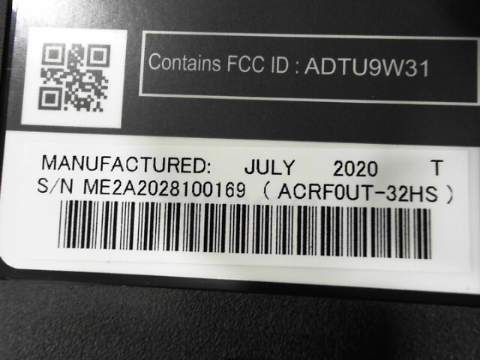 Contains FCC ID : ADTU9W31
MANUFACTURED: JULY 2020 T
S/N ME2A2028100169 ( ACRF0UT-32HS )